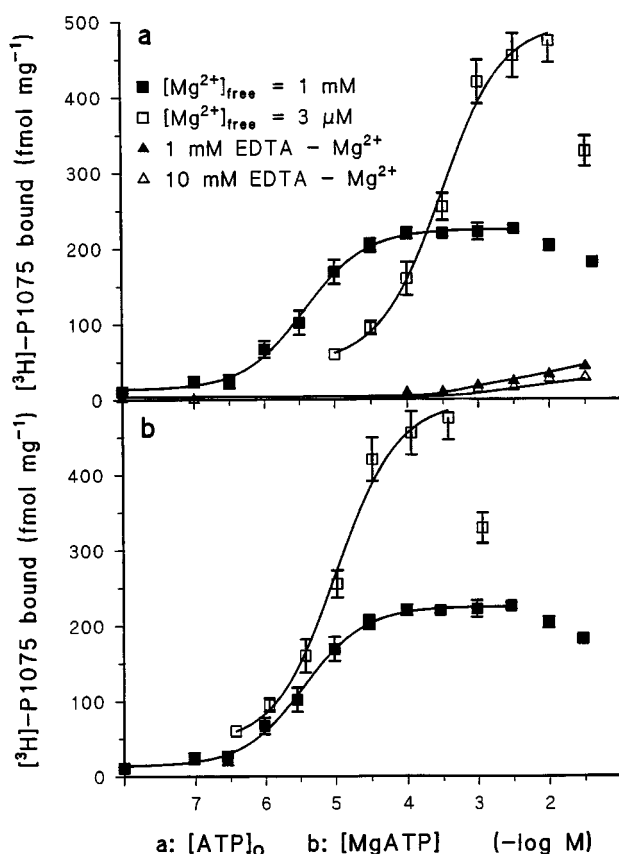 a
[Mg²⁺]free = 1 mM
[Mg²⁺]free = 3 µM
1 mM EDTA − Mg²⁺
10 mM EDTA − Mg²⁺
[³H]−P1075 bound (fmol mg⁻¹)
500
400
300
200
100
0
b
[³H]−P1075 bound (fmol mg⁻¹)
400
300
200
100
0
7 6 5 4 3 2
a: [ATP]₀ b: [MgATP] (−log M)